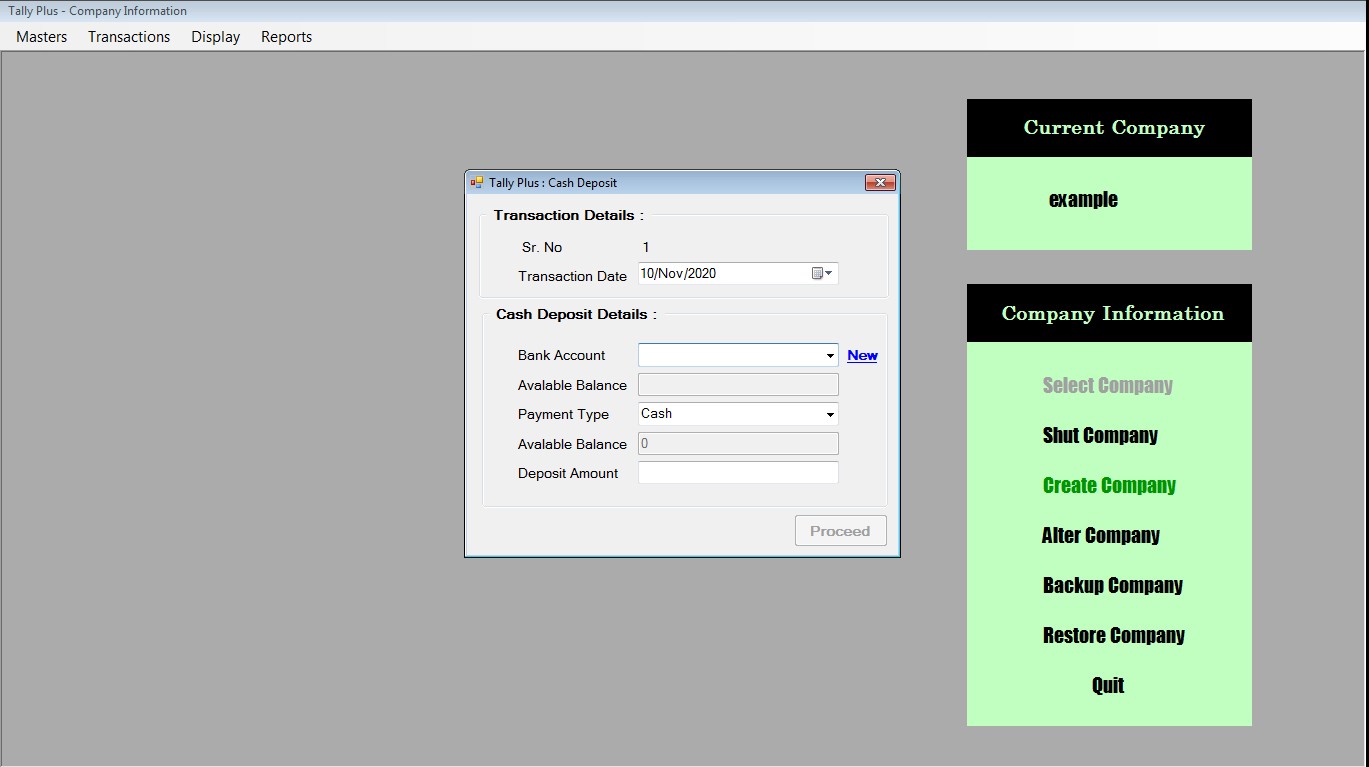 Tally Plus - Company Information
Masters Transactions Display Reports
Current Company
example
Tally Plus : Cash Deposit
Transaction Details :
Sr. No 1
Transaction Date 10/Nov/2020
Cash Deposit Details :
Bank Account New
Avalable Balance
Payment Type Cash
Avalable Balance 0
Deposit Amount
Proceed
Company Information
Select Company
Shut Company
Create Company
Alter Company
Backup Company
Restore Company
Quit